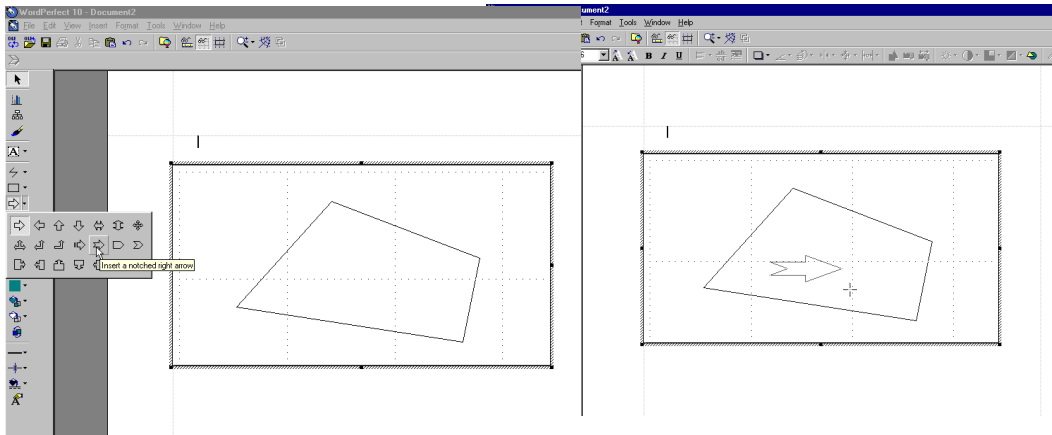 WordPerfect 10 - Document2
File Edit View Insert Format Tools Window Help
A
Insert a notched right arrow
A
ument2
t Format Tools Window Help
B I U